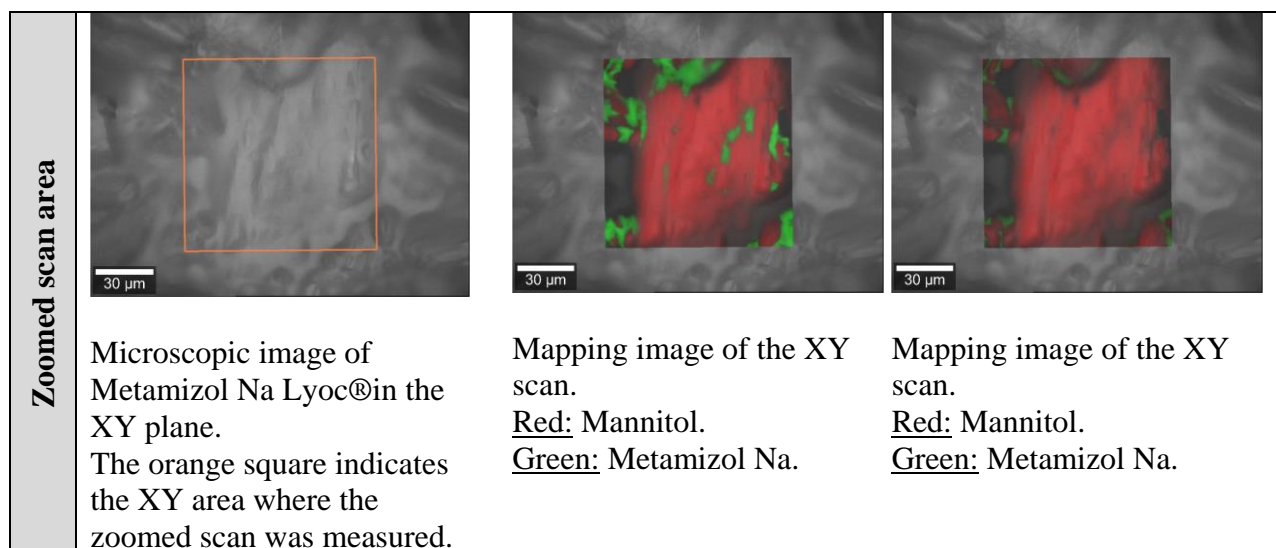 Zoomed scan area
30 µm
30 µm
30 µm
Microscopic image of
Metamizol Na Lyoc®in the
XY plane.
The orange square indicates
the XY area where the
zoomed scan was measured.
Mapping image of the XY
scan.
Red: Mannitol.
Green: Metamizol Na.
Mapping image of the XY
scan.
Red: Mannitol.
Green: Metamizol Na.